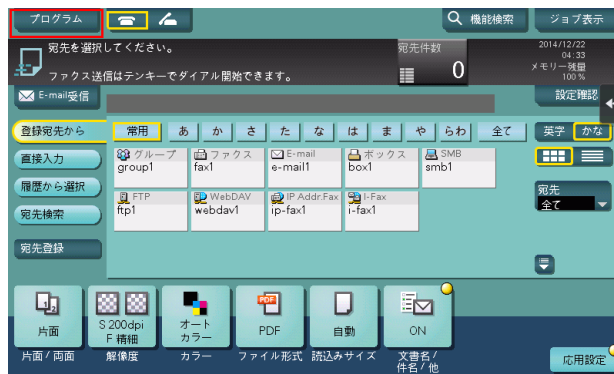 プログラム
機能検索
ジョブ表示
宛先を選択してください。
ファクス送信はテンキーでダイアル開始できます。
宛先件数
0
2014/12/22
04:33
メモリー残量
100 %
E-mail受信
設定確認
登録宛先から
常用 あ か さ た な は ま や らわ 全て
英字 かな
直接入力
履歴から選択
宛先検索
宛先登録
グループ
group1
ファクス
fax1
E-mail
e-mail1
ボックス
box1
SMB
smb1
FTP
ftp1
WebDAV
webdav1
IP Addr.Fax
ip-fax1
I-Fax
i-fax1
宛先
全て
片面
S 200dpi
F 精細
オート
カラー
PDF
PDF
自動
ON
片面/両面
解像度
カラー
ファイル形式
読込みサイズ
文書名/
件名/他
応用設定